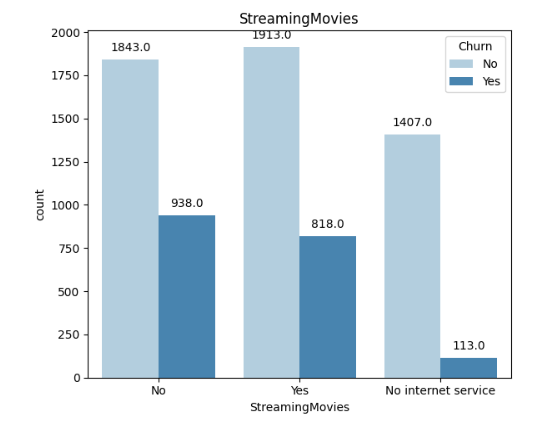 StreamingMovies
2000
1750
1500
1250
1000
750
500
250
0
count
1843.0
938.0
1913.0
818.0
1407.0
113.0
Churn
No
Yes
No
Yes
No internet service
StreamingMovies